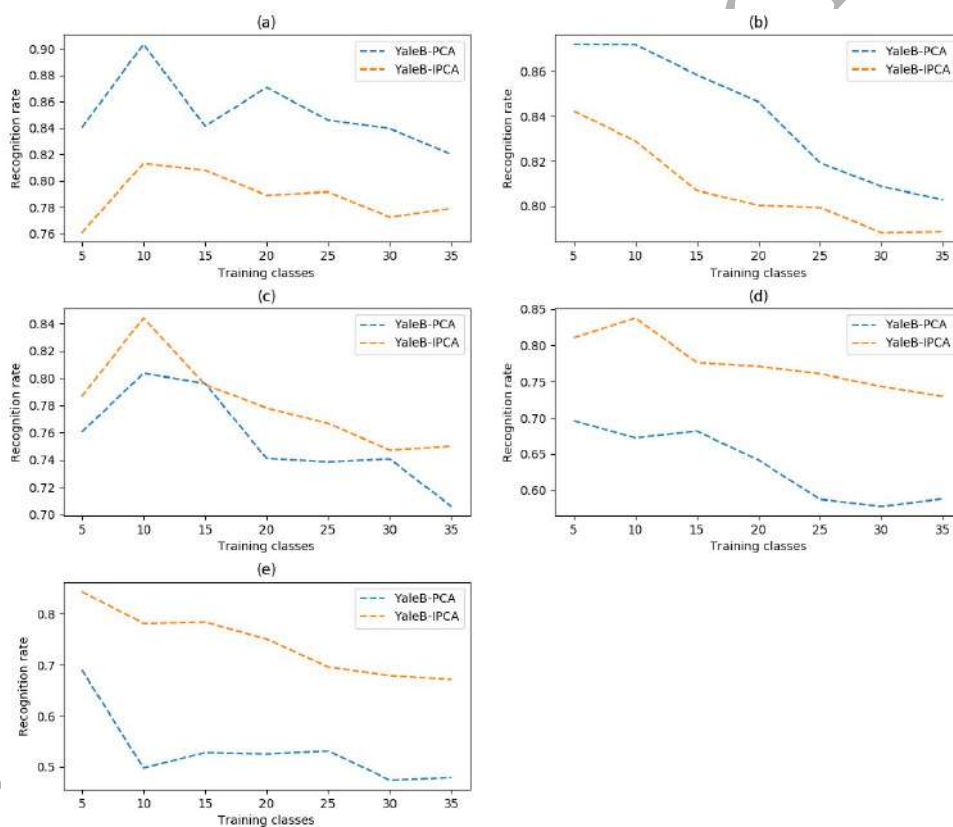 (a)
0.90
0.88
0.86
0.84
0.82
0.80
0.78
0.76
Recognition rate
YaleB-PCA
YaleB-IPCA
5 10 15 20 25 30 35
Training classes
(b)
0.86
0.84
0.82
0.80
Recognition rate
YaleB-PCA
YaleB-IPCA
5 10 15 20 25 30 35
Training classes
(c)
0.84
0.82
0.80
0.78
0.76
0.74
0.72
0.70
Recognition rate
YaleB-PCA
YaleB-IPCA
5 10 15 20 25 30 35
Training classes
(d)
0.85
0.80
0.75
0.70
0.65
0.60
Recognition rate
YaleB-PCA
YaleB-IPCA
5 10 15 20 25 30 35
Training classes
(e)
0.8
0.7
0.6
0.5
Recognition rate
YaleB-PCA
YaleB-IPCA
5 10 15 20 25 30 35
Training classes